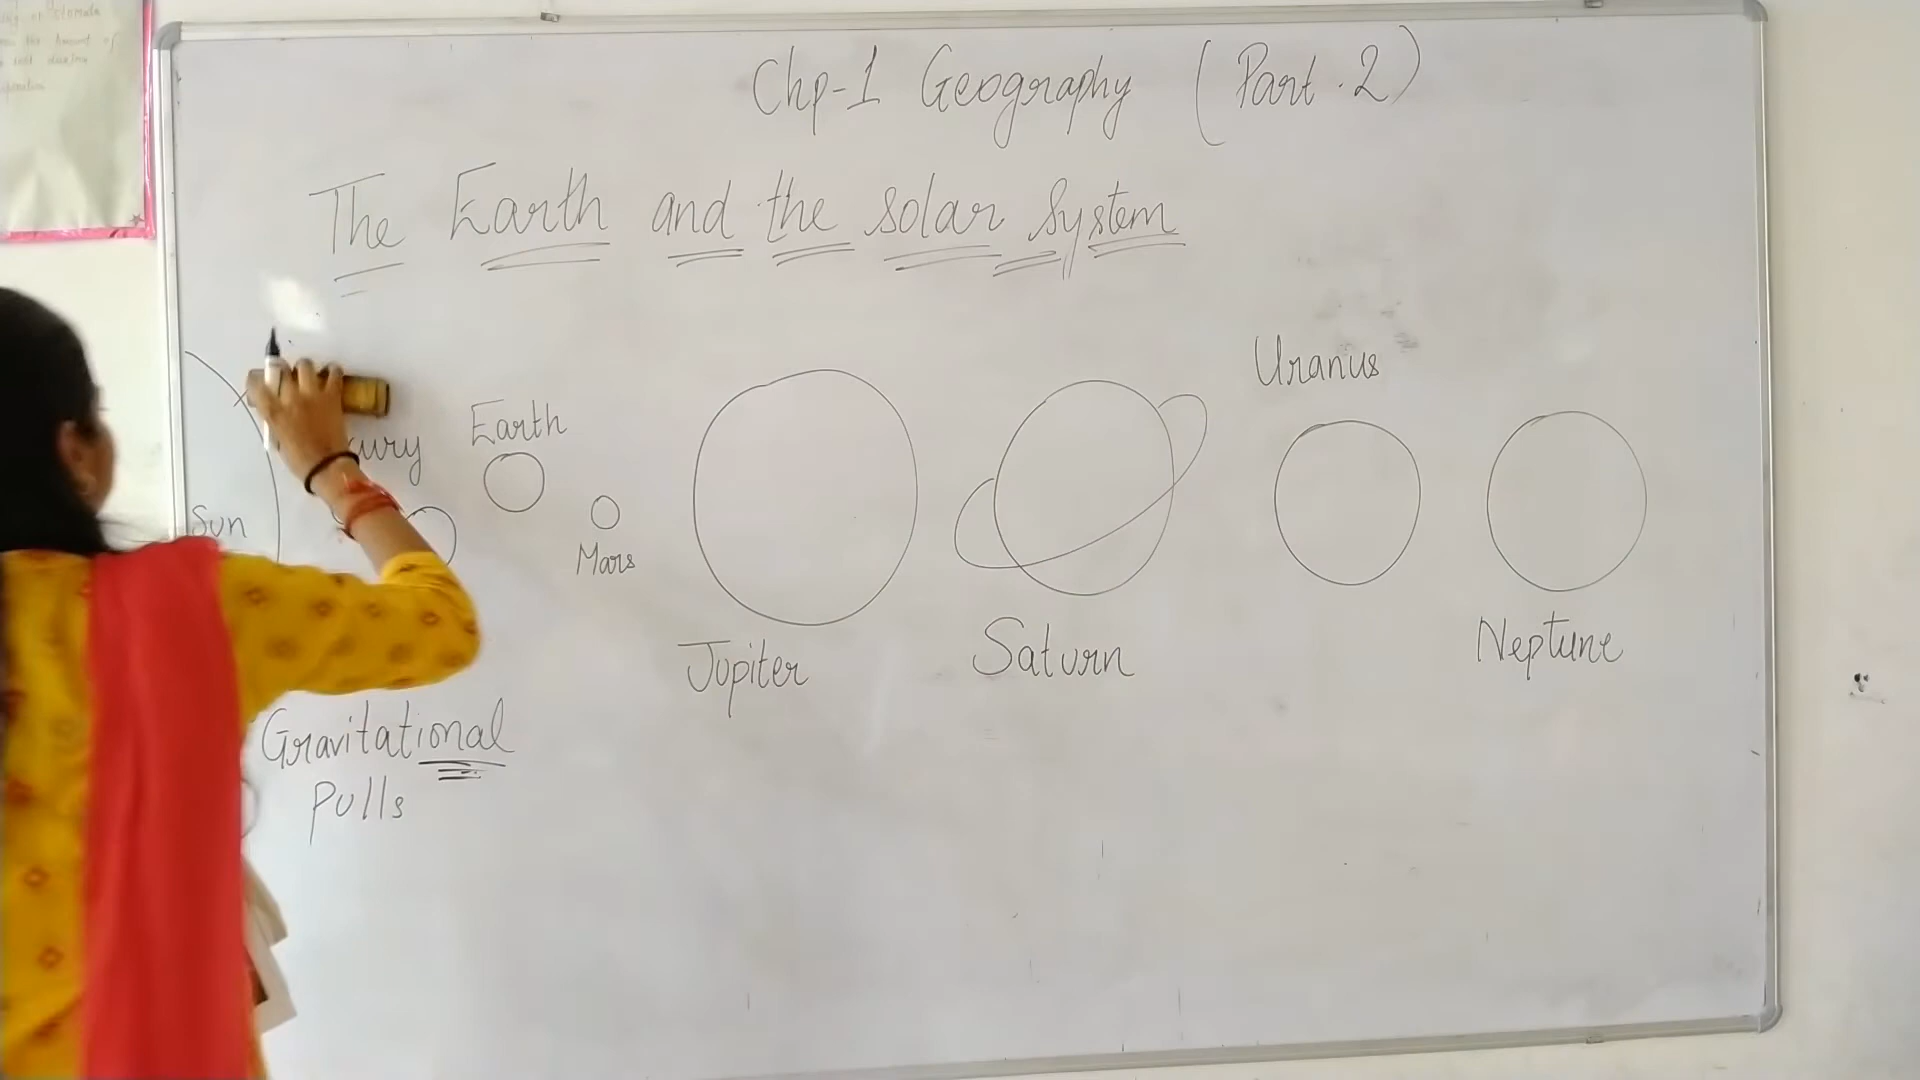 Chp-1 Geography (Part.2)
The Earth and the solar system
Uranus
Earth
Sun
Mars
Jupiter
Saturn
Neptune
Gravitational
Pulls